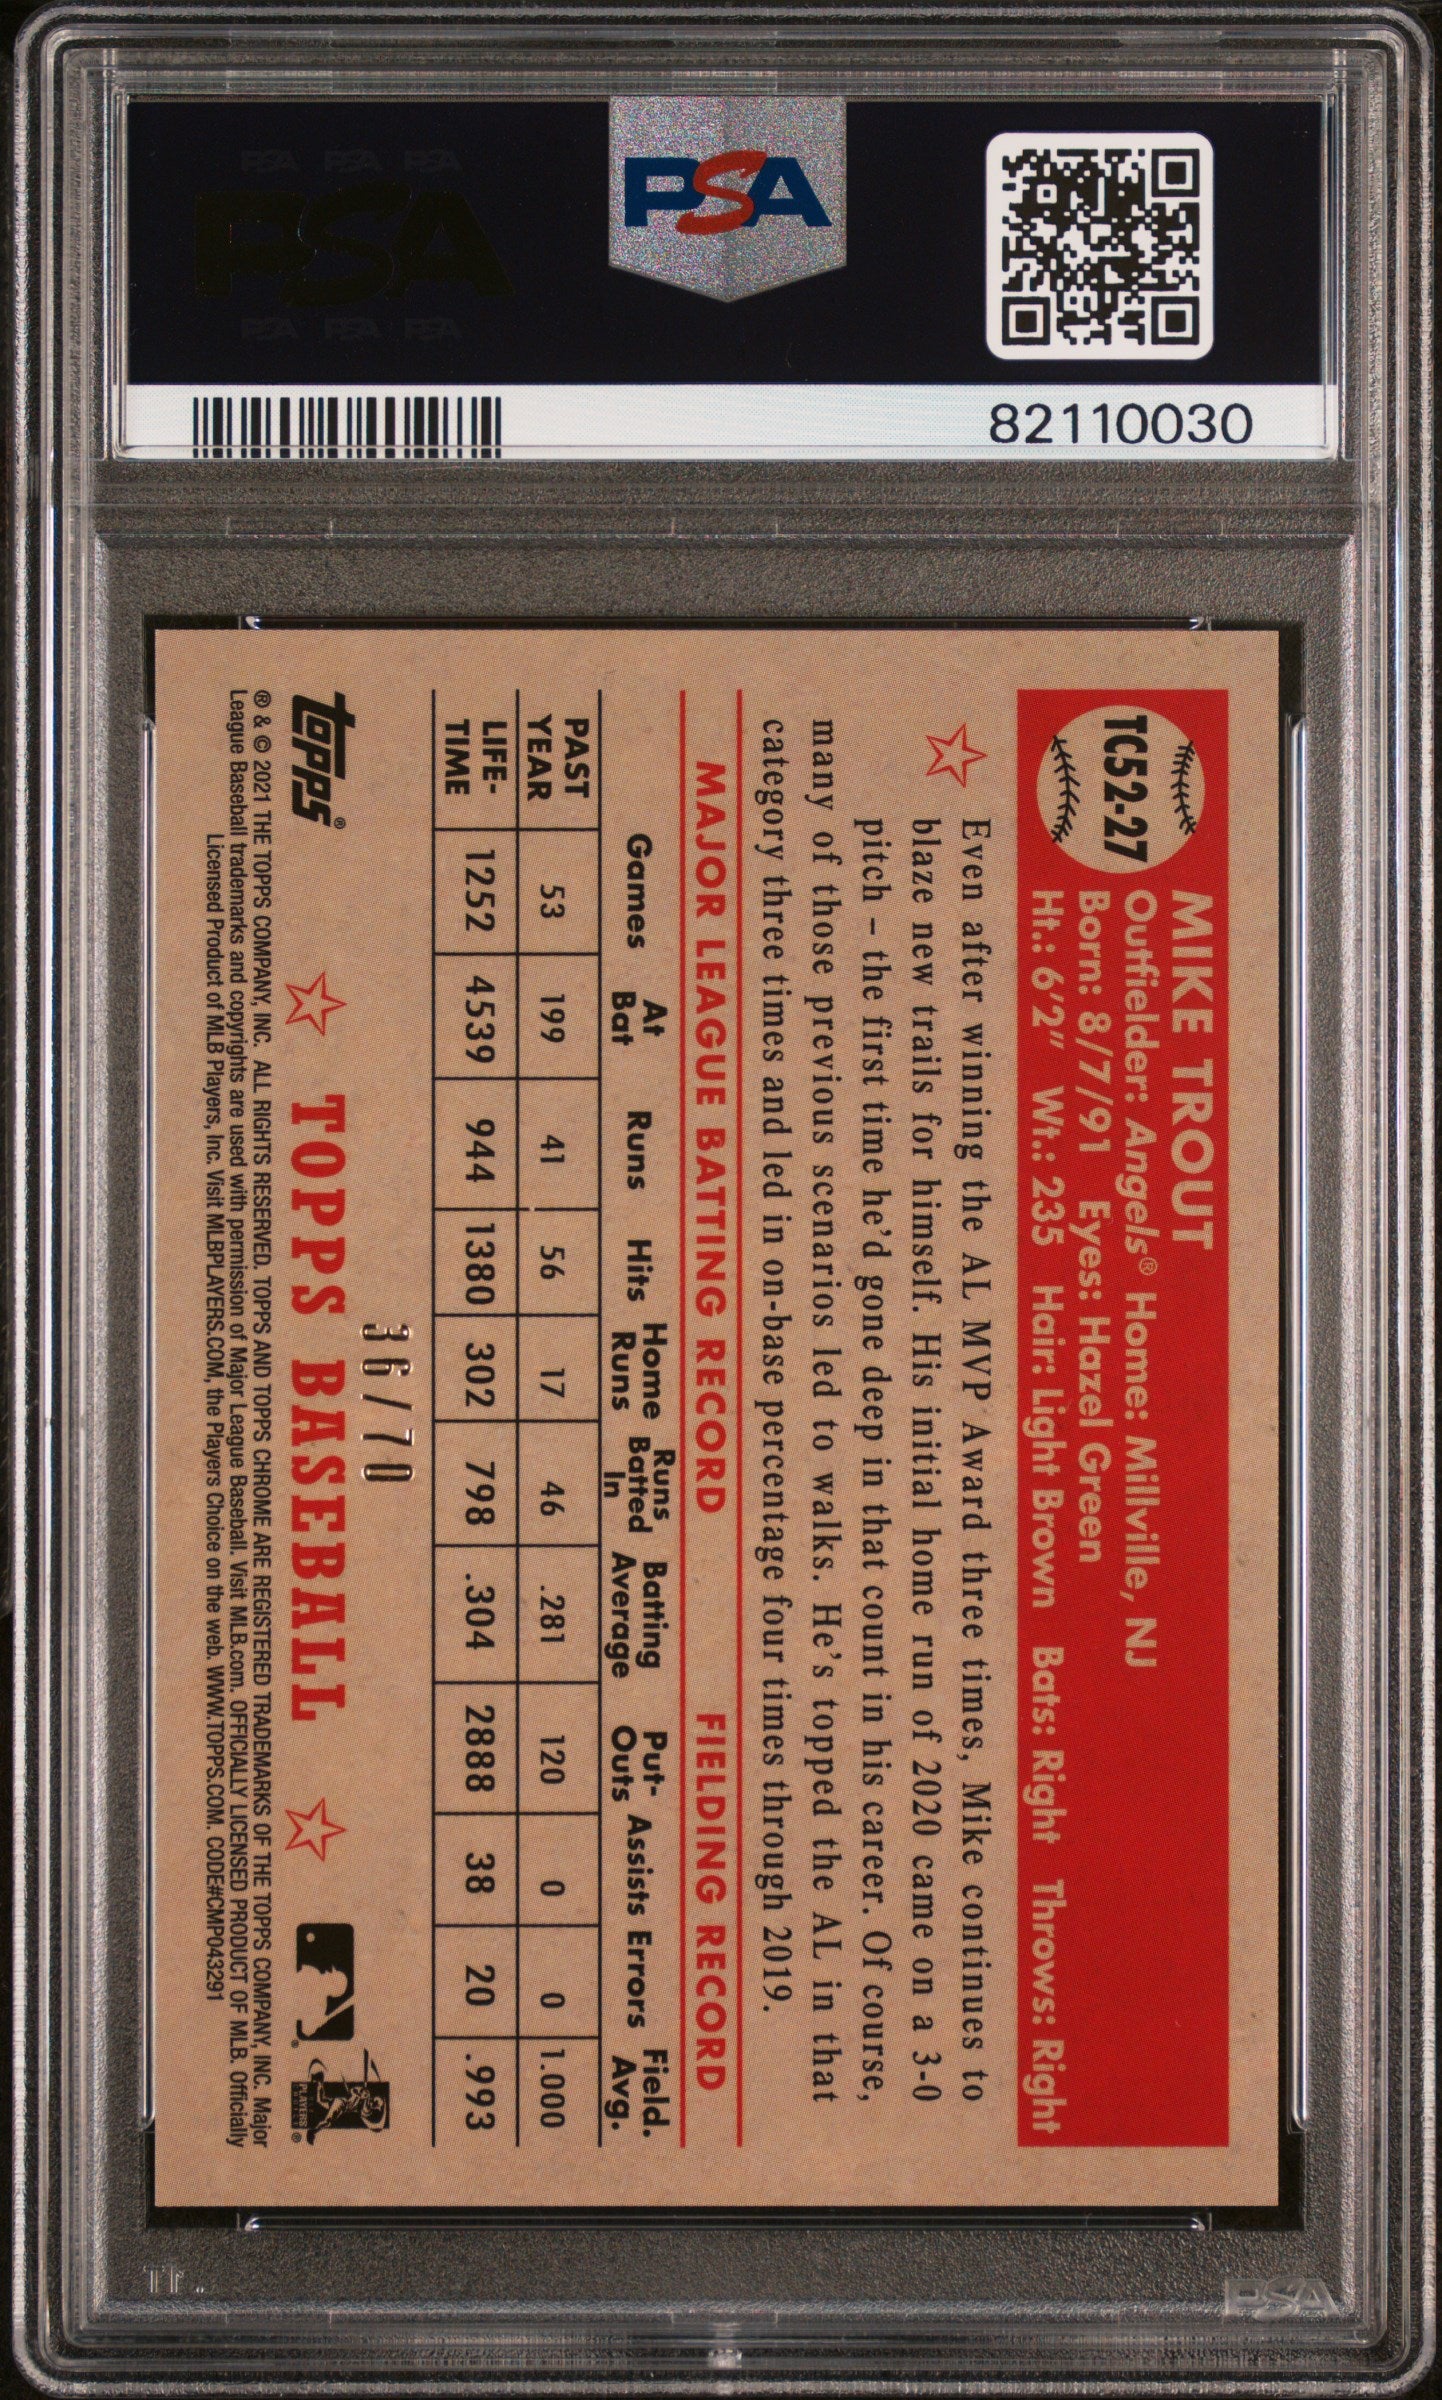 PSA PSA PSA
PSA
PSA PSA PSA
PSA
82110030
TC52-27
MIKE TROUT
Outfielder: Angels® Home: Millville, NJ
Born: 8/7/91 Eyes: Hazel Green
Ht.: 6'2" Wt.: 235 Hair: Light Brown Bats: Right Throws: Right
Even after winning the AL MVP Award three times, Mike continues to
blaze new trails for himself. His initial home run of 2020 came on a 3-0
pitch – the first time he'd gone deep in that count in his career. Of course,
many of those previous scenarios led to walks. He's topped the AL in that
category three times and led in on-base percentage four times through 2019.
MAJOR LEAGUE BATTING RECORD FIELDING RECORD
Games At Bat Runs Hits Home Runs Runs Batted In Batting Average Put-Outs Assists Errors Field. Avg.
PAST YEAR 53 199 41 56 17 46 .281 120 0 0 1.000
LIFE-TIME 1252 4539 944 1380 302 798 .304 2888 38 20 .993
36/70
topps® TOPPS BASEBALL
® & © 2021 THE TOPPS COMPANY, INC. ALL RIGHTS RESERVED. TOPPS AND TOPPS CHROME ARE REGISTERED TRADEMARKS OF THE TOPPS COMPANY, INC. Major
League Baseball trademarks and copyrights are used with permission of Major League Baseball. Visit MLB.com. OFFICIALLY LICENSED PRODUCT OF MLB. Officially
Licensed Product of MLB Players, Inc. Visit MLBPLAYERS.COM, the Players Choice on the web. WWW.TOPPS.COM. CODE#CMP043291
PSA